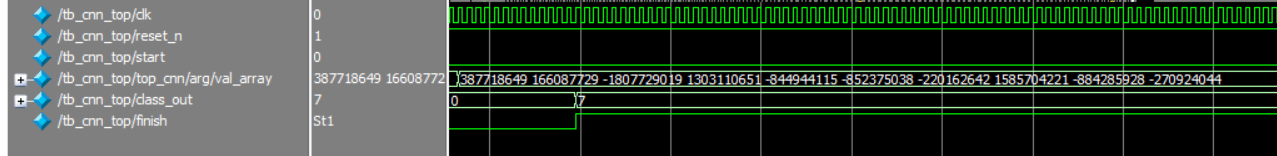 /tb_cnn_top/clk 0
/tb_cnn_top/reset_n 1
/tb_cnn_top/start 0
/tb_cnn_top/top_cnn/arg/val_array 387718649 16608772 387718649 166087729 -1807729019 1303110651 -844944115 -852375038 -220162642 1585704221 -884285928 -270924044
/tb_cnn_top/class_out 7 0 7
/tb_cnn_top/finish St1